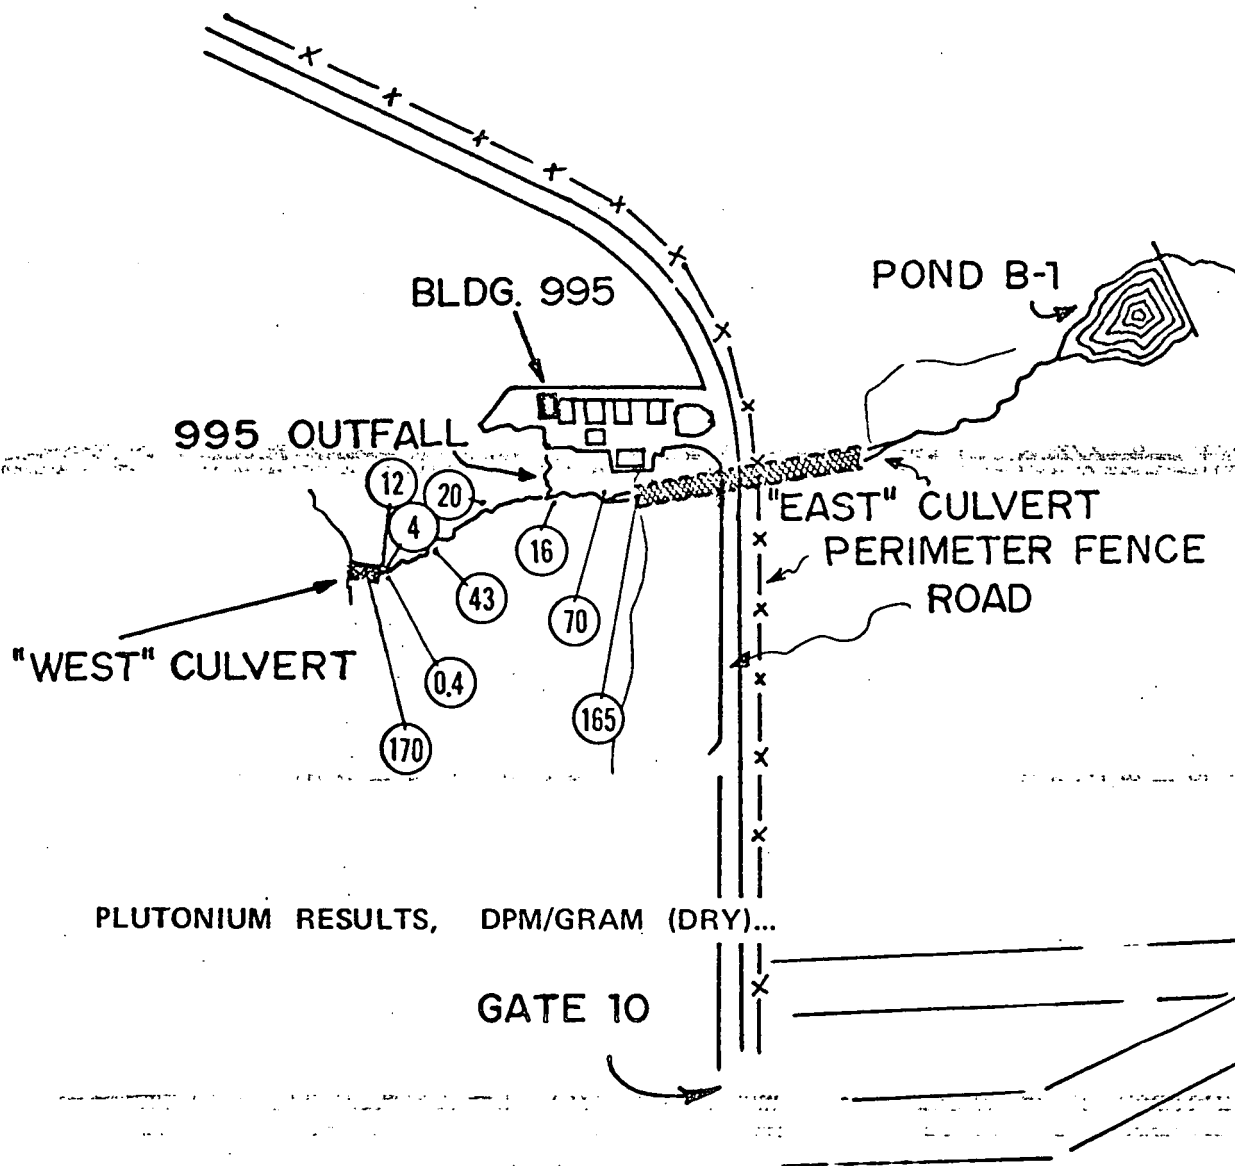 POND B-1
BLDG. 995
995 OUTFALL
12
20
4
"EAST" CULVERT
16
PERIMETER FENCE
43
ROAD
70
"WEST" CULVERT
0.4
165
170
PLUTONIUM RESULTS, DPM/GRAM (DRY)...
GATE 10